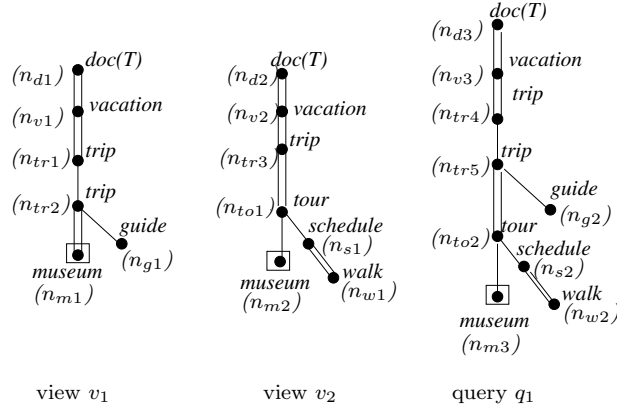 doc(T)
(n_{d1})
vacation
(n_{v1})
trip
(n_{tr1})
trip
(n_{tr2})
guide
(n_{g1})
museum
(n_{m1})
view v_1
doc(T)
(n_{d2})
vacation
(n_{v2})
trip
(n_{tr3})
tour
(n_{to1})
schedule
(n_{s1})
walk
(n_{w1})
museum
(n_{m2})
view v_2
doc(T)
(n_{d3})
vacation
(n_{v3})
trip
(n_{tr4})
trip
(n_{tr5})
guide
(n_{g2})
tour
(n_{to2})
schedule
(n_{s2})
walk
(n_{w2})
museum
(n_{m3})
query q_1